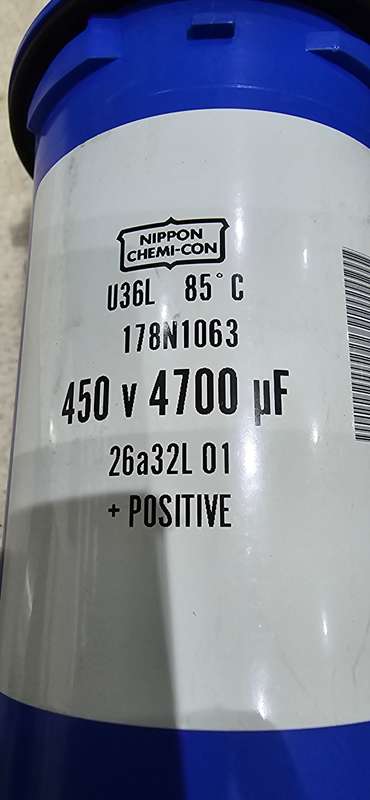 NIPPON
CHEMI-CON
U36L 85°C
178N1063
450 v 4700 µF
26a32L 01
+ POSITIVE